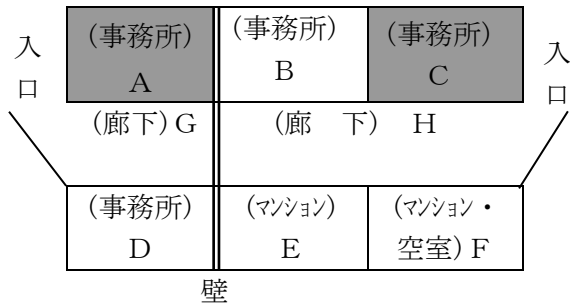 入口
(事務所)
A
(事務所)
B
(事務所)
C
入口
(廊下)G
(廊　下)　H
(事務所)
D
(ﾏﾝｼｮﾝ)
E
(ﾏﾝｼｮﾝ・
空室)F
壁